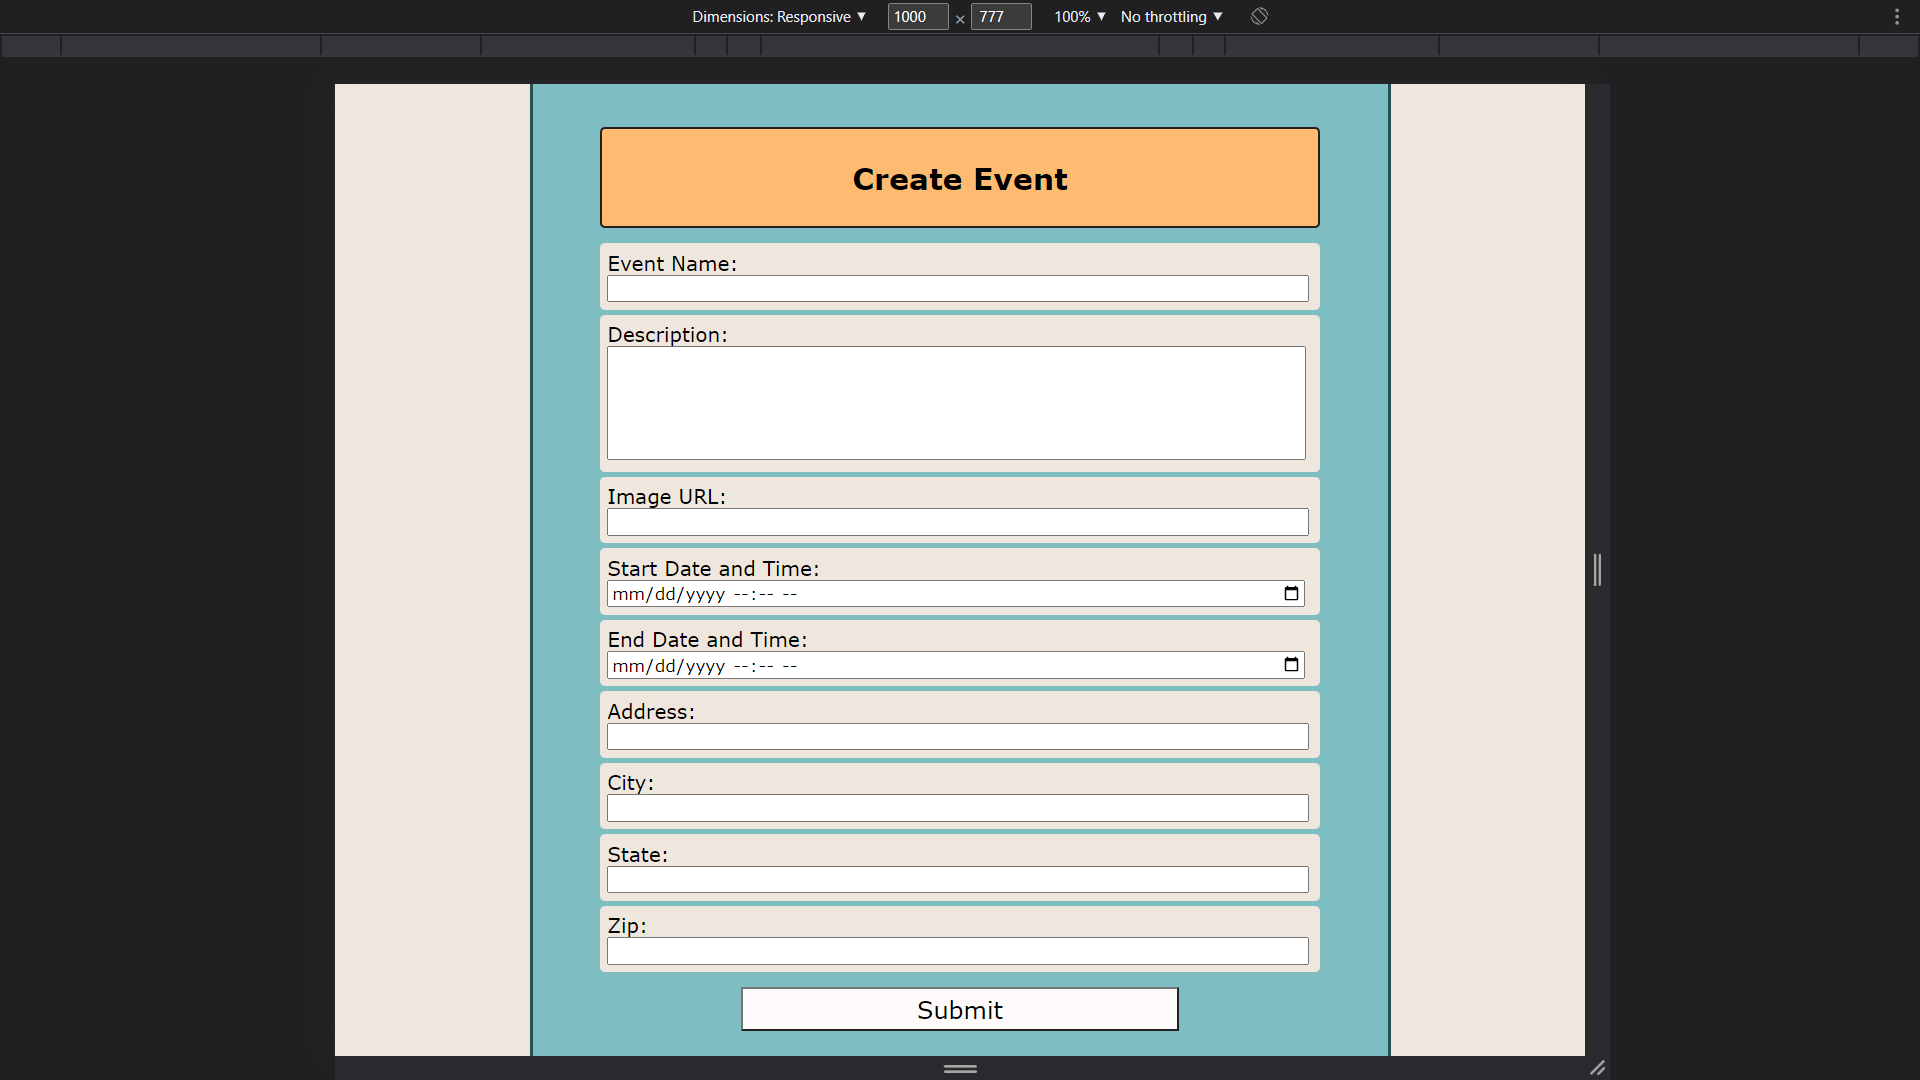 Dimensions: Responsive ▼ 1000 × 777 100% ▼ No throttling ▼
Create Event
Event Name:
Description:
Image URL:
Start Date and Time:
mm/dd/yyyy --:-- --
End Date and Time:
mm/dd/yyyy --:-- --
Address:
City:
State:
Zip:
Submit